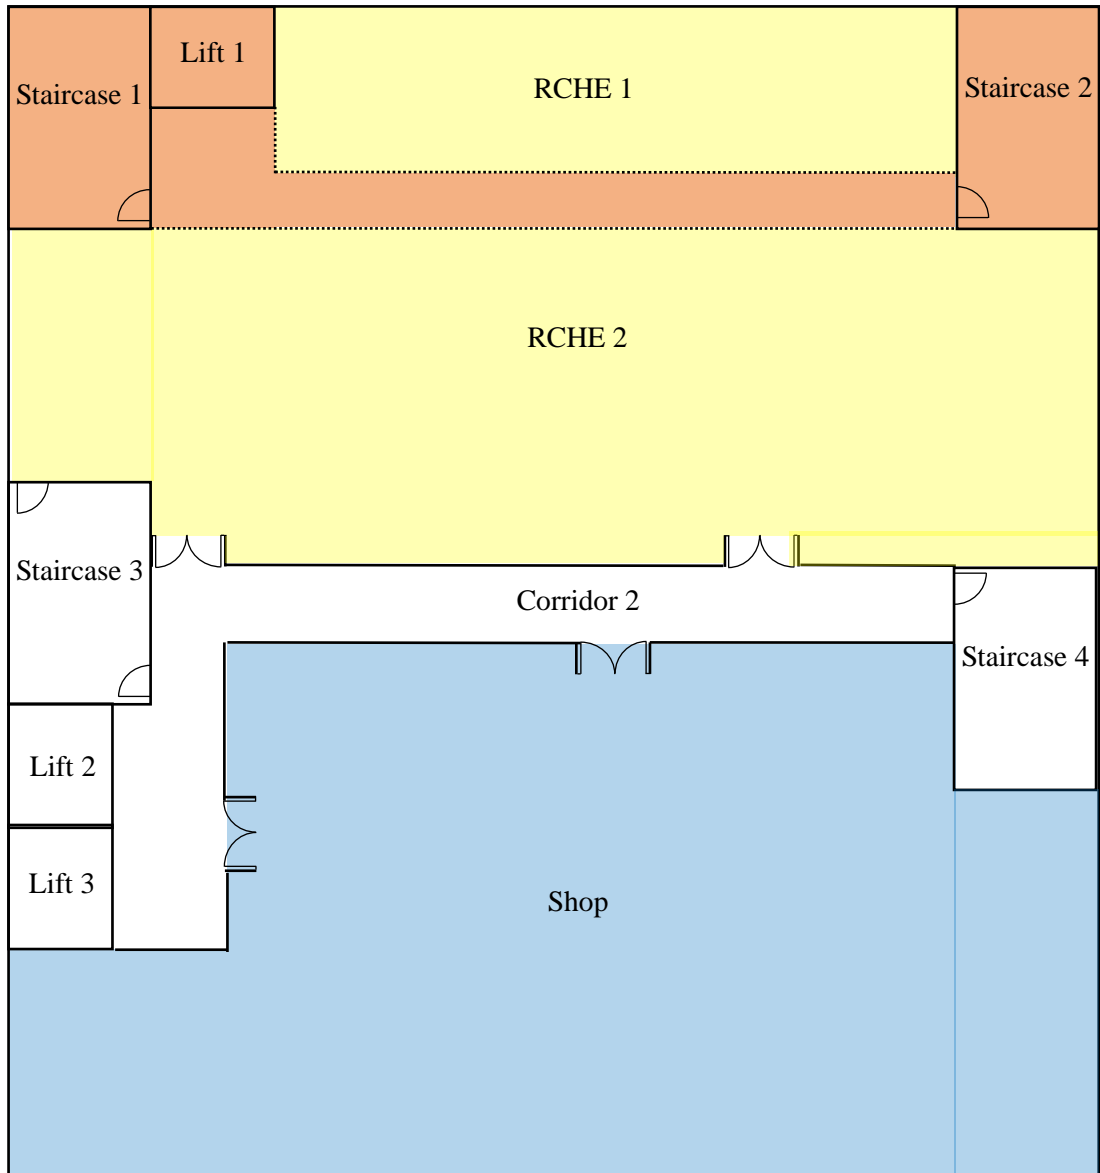 Lift 1
Staircase 1
RCHE 1
Staircase 2
RCHE 2
Staircase 3
Corridor 2
Staircase 4
Lift 2
Lift 3
Shop